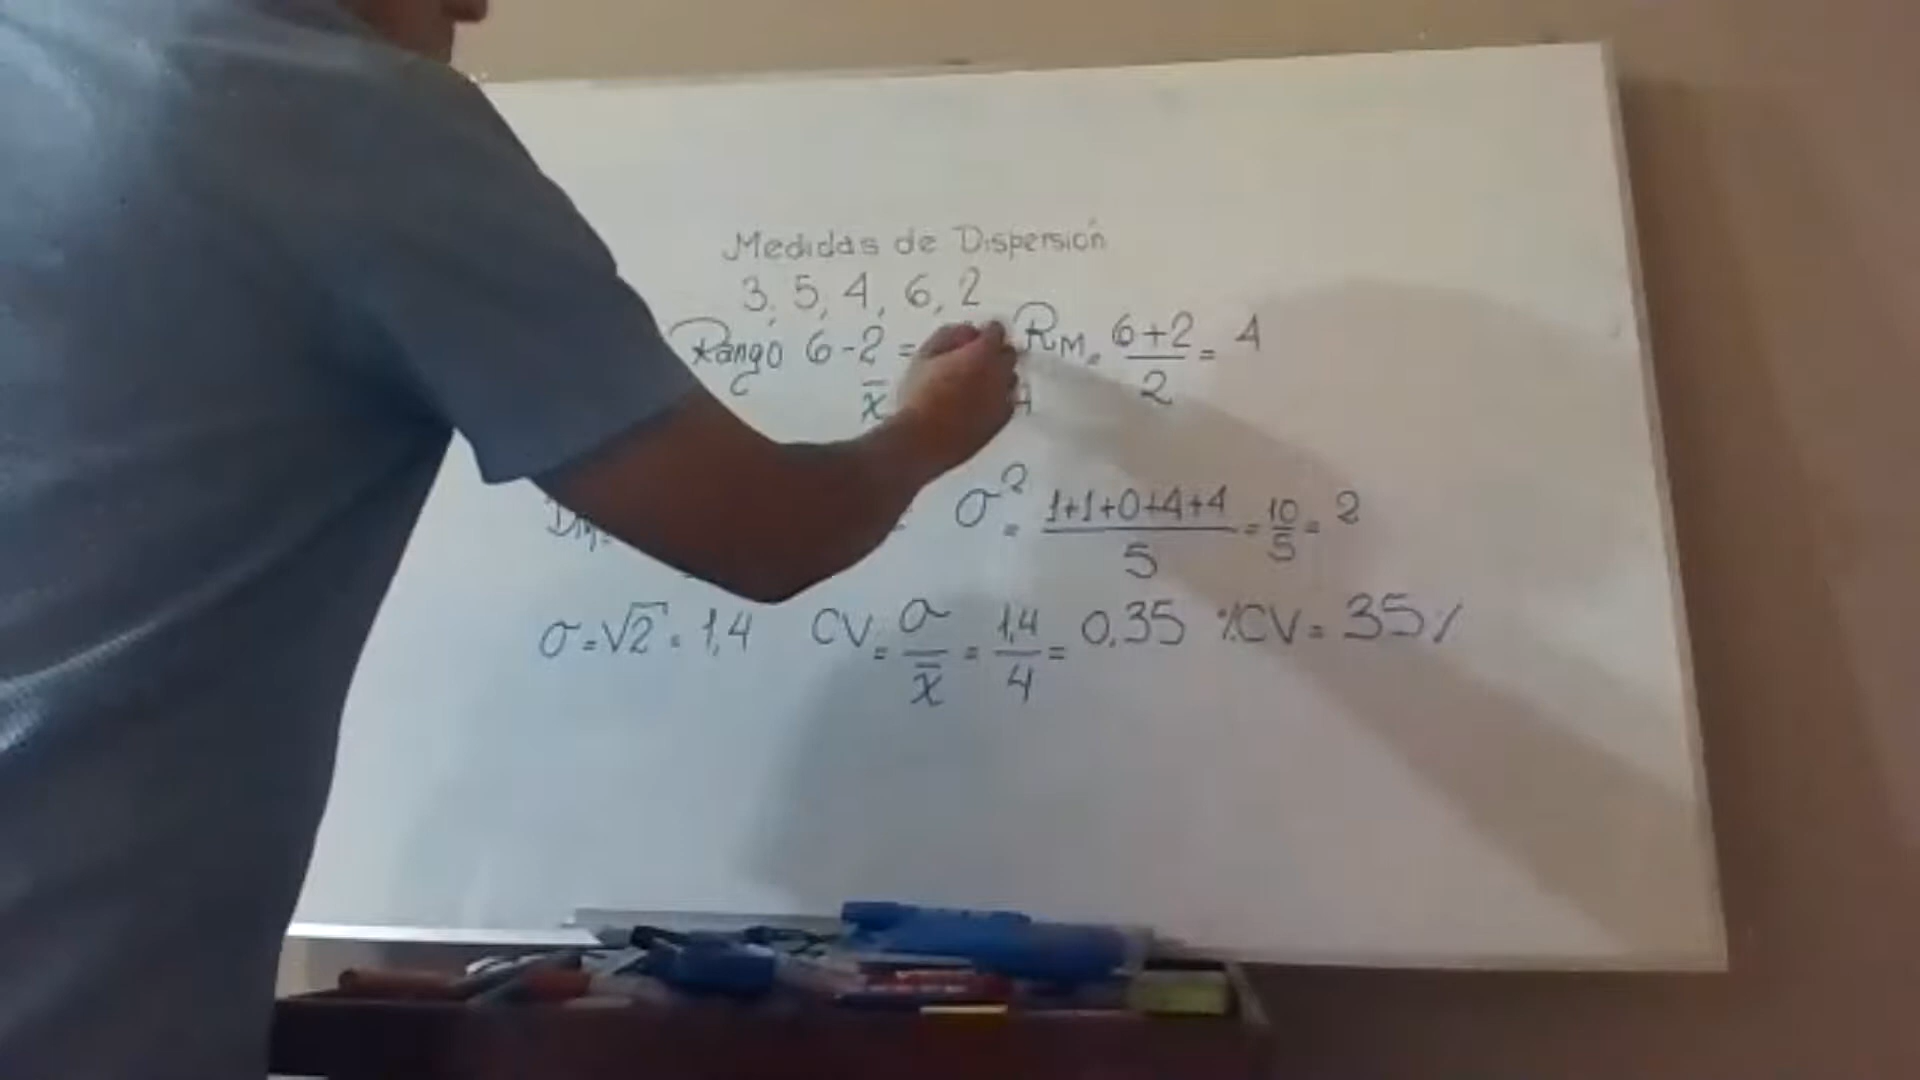 Medidas de Dispersión
3, 5, 4, 6, 2
Rango 6-2 = RM = 6+2/2 = 4
x̄
σ² = 1+1+0+4+4/5 = 10/5 = 2
σ = √2 = 1,4 CV = σ/x̄ = 1,4/4 = 0,35 %CV = 35%